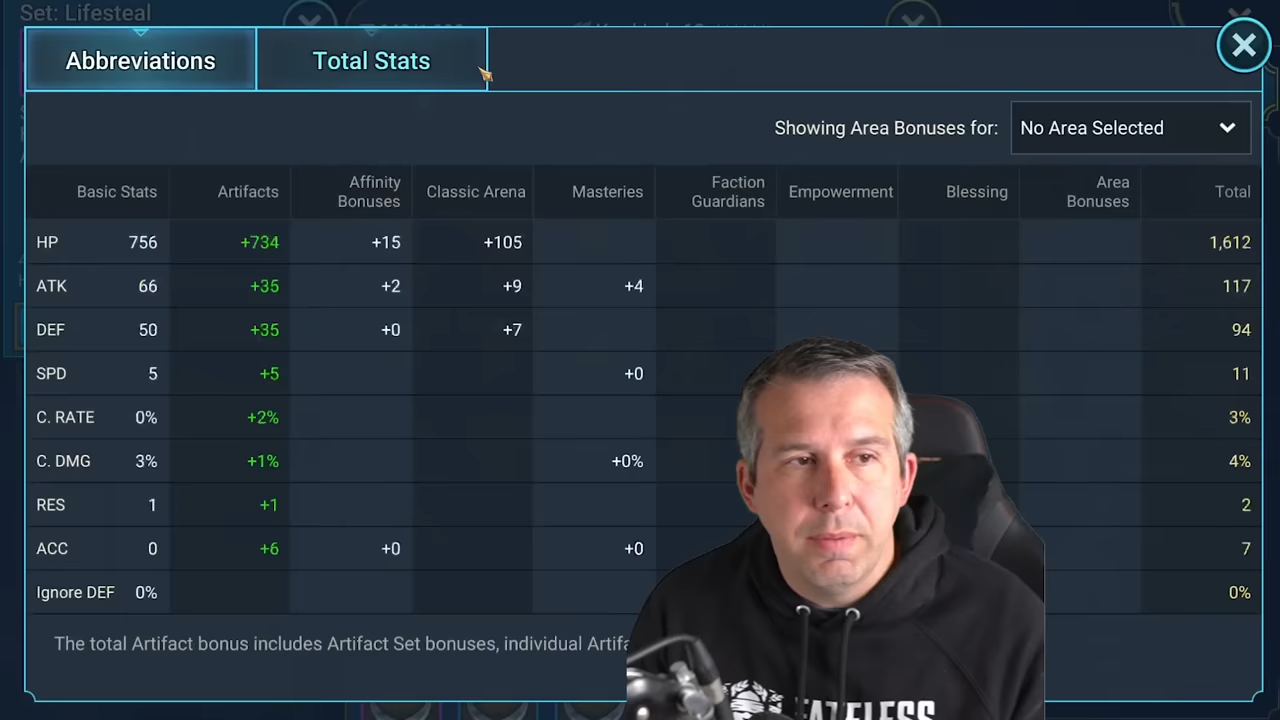 Set: Lifesteal
Abbreviations
Total Stats
Showing Area Bonuses for:
No Area Selected
Basic Stats
Artifacts
Affinity
Bonuses
Classic Arena
Masteries
Faction
Guardians
Empowerment
Blessing
Area
Bonuses
Total
HP 756 +734 +15 +105 1,612
ATK 66 +35 +2 +9 +4 117
DEF 50 +35 +0 +7 94
SPD 5 +5 +0 11
C. RATE 0% +2% 3%
C. DMG 3% +1% +0% 4%
RES 1 +1 2
ACC 0 +6 +0 +0 7
Ignore DEF 0% 0%
The total Artifact bonus includes Artifact Set bonuses, individual Artifa
FATELESS